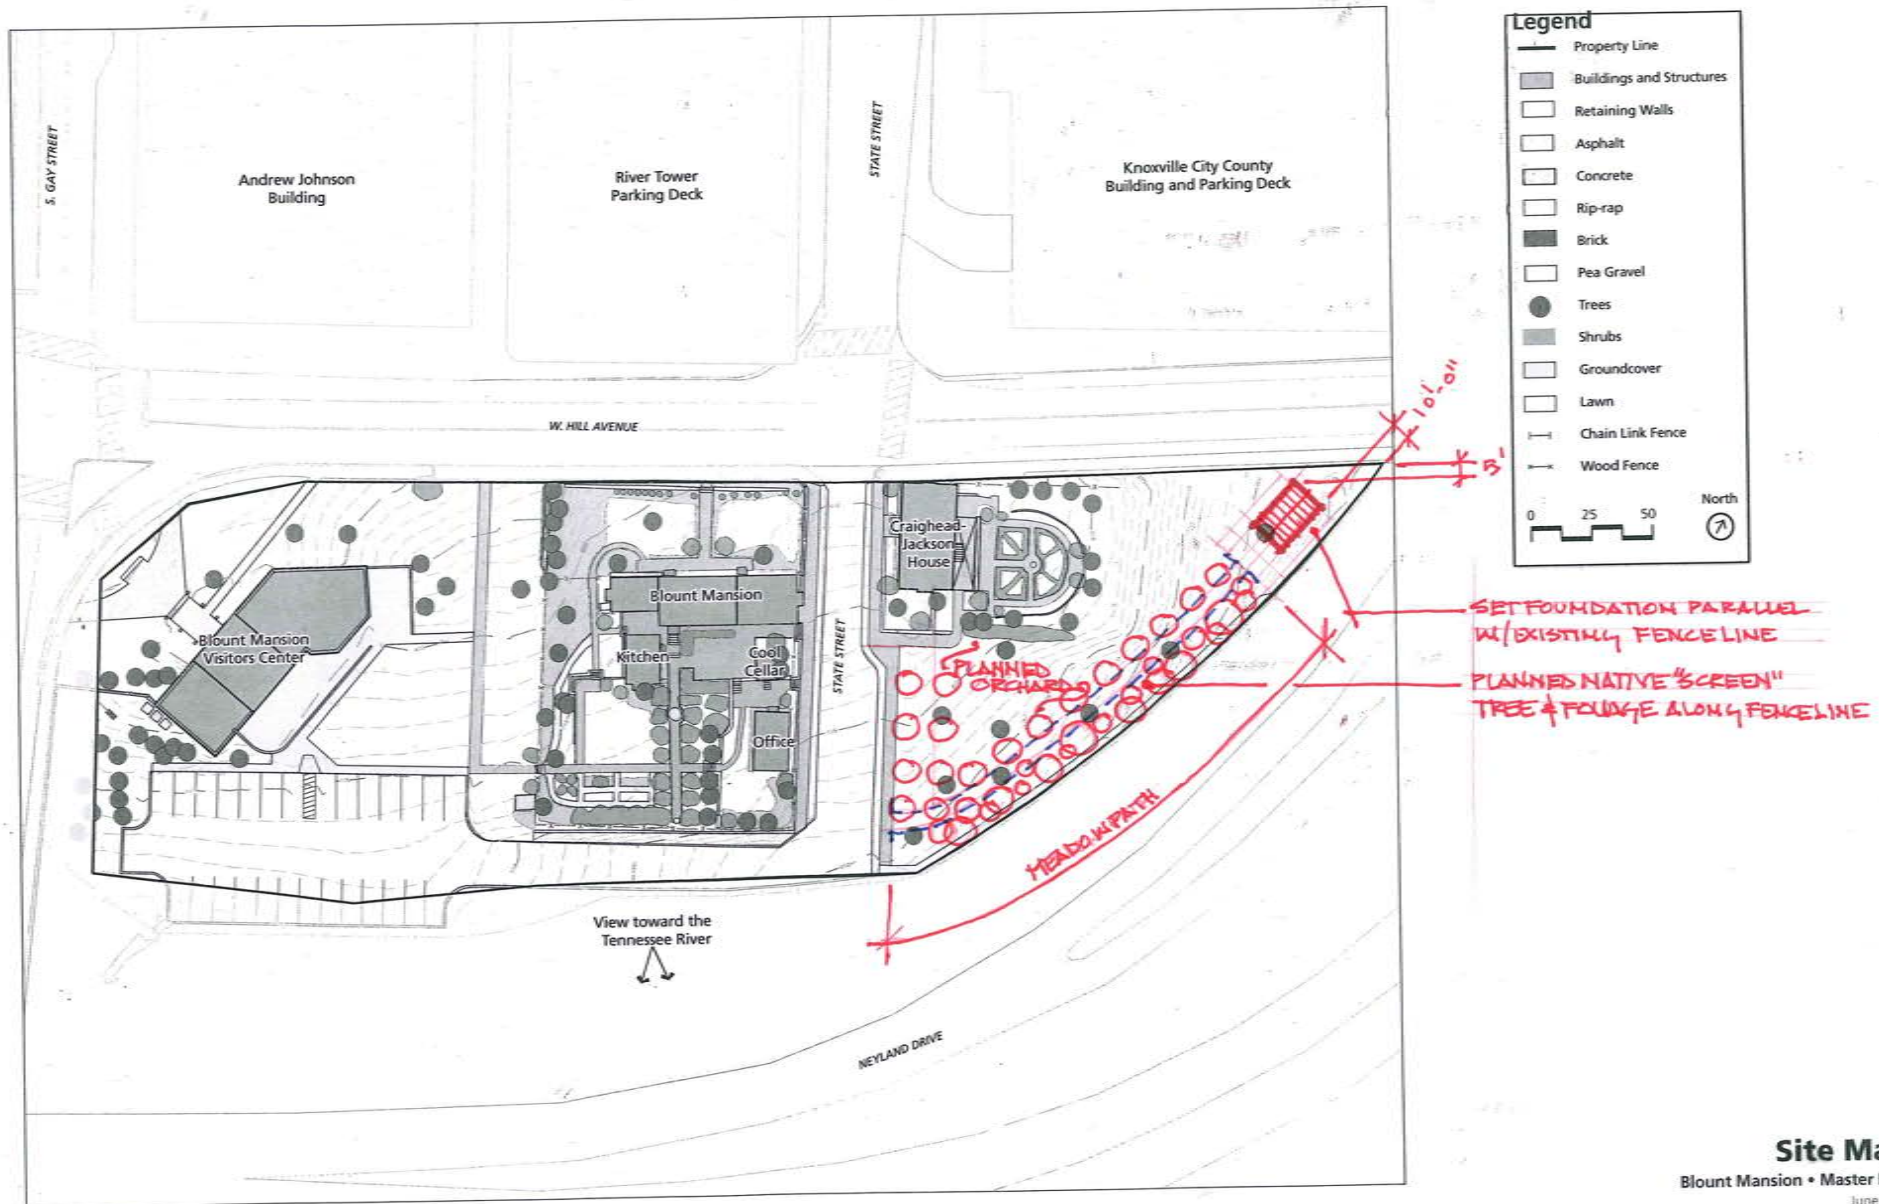 S. GAY STREET
Andrew Johnson
Building
River Tower
Parking Deck
STATE STREET
Knoxville City County
Building and Parking Deck
W. HILL AVENUE
Legend
Property Line
Buildings and Structures
Retaining Walls
Asphalt
Concrete
Rip-rap
Brick
Pea Gravel
Trees
Shrubs
Groundcover
Lawn
Chain Link Fence
Wood Fence
0 25 50
North
10'-0"
5'
Craighead-
Jackson
House
Blount Mansion
Blount Mansion
Visitors Center
Kitchen
Cool
Cellar
Office
STATE STREET
PLANNED
ORCHARD
SET FOUNDATION PARALLEL
W/EXISTING FENCELINE
PLANNED NATIVE "SCREEN"
TREE & FOLIAGE ALONG FENCELINE
MEADOW PATH
View toward the
Tennessee River
NEYLAND DRIVE
Site Ma
Blount Mansion • Master
June